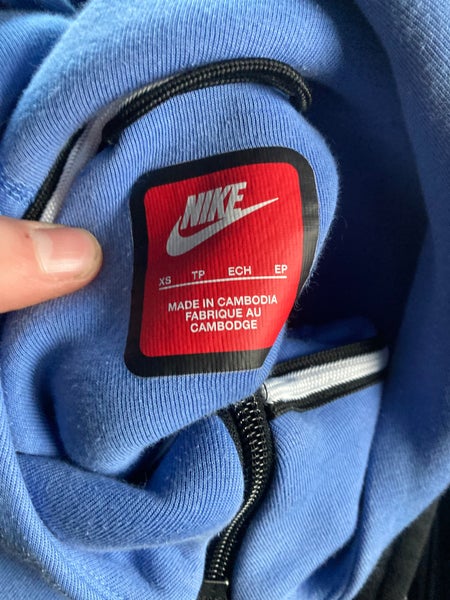 NIKE
XS TP ECH EP
MADE IN CAMBODIA
FABRIQUE AU
CAMBODGE